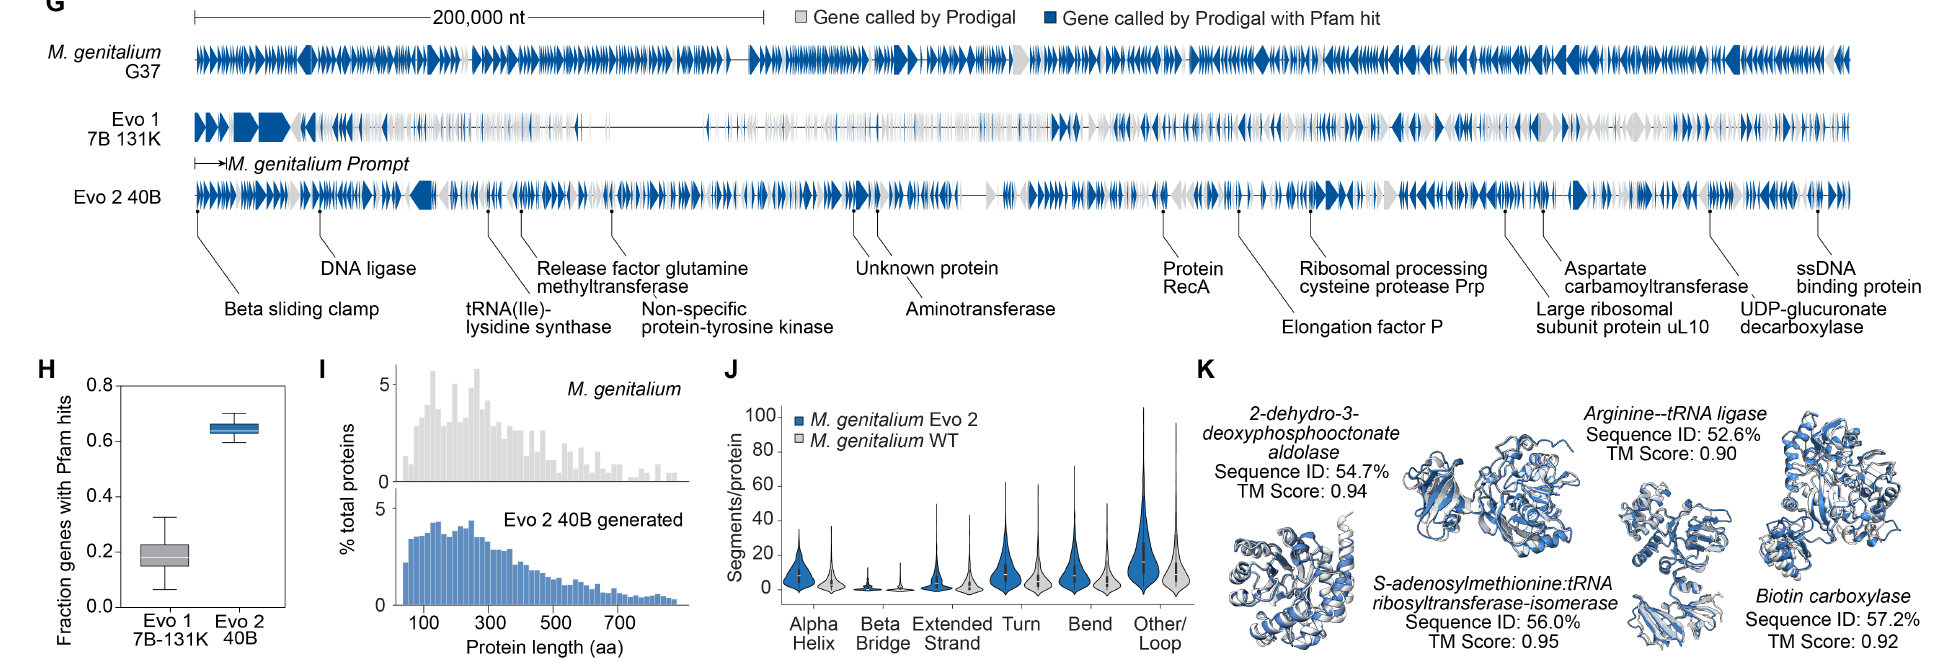 G
200,000 nt
Gene called by Prodigal
Gene called by Prodigal with Pfam hit
M. genitalium
G37
Evo 1
7B 131K
M. genitalium Prompt
Evo 2 40B
Beta sliding clamp
DNA ligase
tRNA(Ile)-
lysidine synthase
Release factor glutamine
methyltransferase
Non-specific
protein-tyrosine kinase
Unknown protein
Aminotransferase
Protein
RecA
Elongation factor P
Ribosomal processing
cysteine protease Prp
Large ribosomal
subunit protein uL10
Aspartate
carbamoyltransferase
UDP-glucuronate
decarboxylase
ssDNA
binding protein
H
Fraction genes with Pfam hits
0.8
0.6
0.4
0.2
0.0
Evo 1
7B-131K
Evo 2
40B
I
% total proteins
5
0
M. genitalium
5
0
Evo 2 40B generated
100
300
500
700
Protein length (aa)
J
Segments/protein
100
80
60
40
20
0
M. genitalium Evo 2
M. genitalium WT
Alpha
Helix
Beta
Bridge
Extended
Strand
Turn
Bend
Other/
Loop
K
2-dehydro-3-
deoxyphosphooctonate
aldolase
Sequence ID: 54.7%
TM Score: 0.94
S-adenosylmethionine:tRNA
ribosyltransferase-isomerase
Sequence ID: 56.0%
TM Score: 0.95
Arginine--tRNA ligase
Sequence ID: 52.6%
TM Score: 0.90
Biotin carboxylase
Sequence ID: 57.2%
TM Score: 0.92